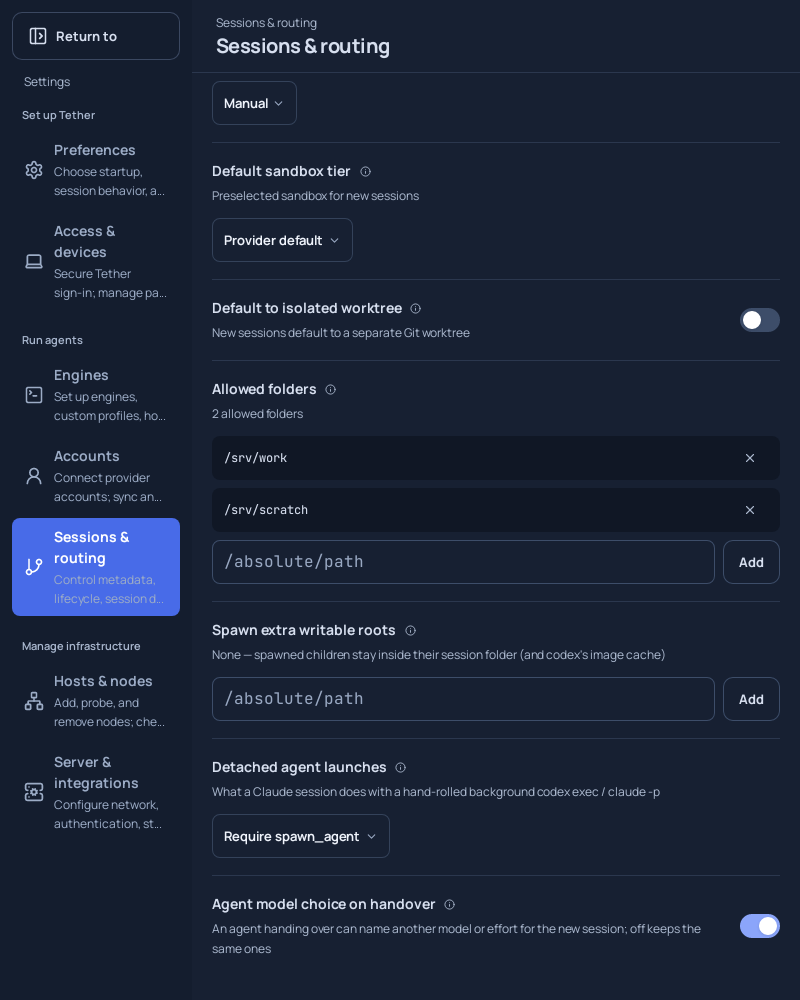 Return to
Settings
Set up Tether
Preferences
Choose startup,
session behavior, a...
Access &
devices
Secure Tether
sign-in; manage pa...
Run agents
Engines
Set up engines,
custom profiles, ho...
Accounts
Connect provider
accounts; sync an...
Sessions &
routing
Control metadata,
lifecycle, session d...
Manage infrastructure
Hosts & nodes
Add, probe, and
remove nodes; che...
Server &
integrations
Configure network,
authentication, st...
Sessions & routing
Sessions & routing
Manual
Default sandbox tier
Preselected sandbox for new sessions
Provider default
Default to isolated worktree
New sessions default to a separate Git worktree
Allowed folders
2 allowed folders
/srv/work
/srv/scratch
/absolute/path
Add
Spawn extra writable roots
None — spawned children stay inside their session folder (and codex's image cache)
/absolute/path
Add
Detached agent launches
What a Claude session does with a hand-rolled background codex exec / claude -p
Require spawn_agent
Agent model choice on handover
An agent handing over can name another model or effort for the new session; off keeps the
same ones